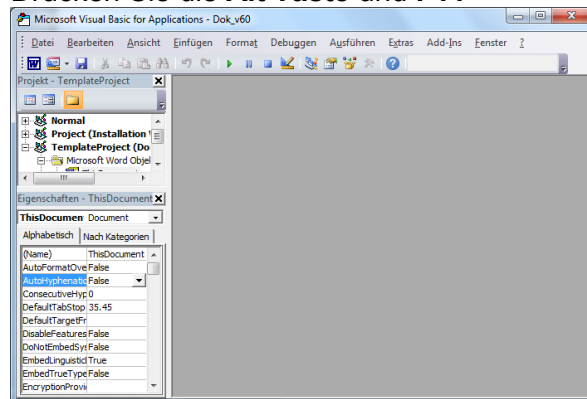 Microsoft Visual Basic for Applications - Dok_v60
Datei Bearbeiten Ansicht Einfügen Format Debuggen Ausführen Extras Add-Ins Fenster ?
Projekt - TemplateProject
Normal
Project (Installation
TemplateProject (Do
Microsoft Word Objel
Eigenschaften - ThisDocument
ThisDocumen Document
Alphabetisch Nach Kategorien
(Name) ThisDocument
AutoFormatOve False
AutoHyphenatic False
ConsecutiveHyp 0
DefaultTabStop 35.45
DefaultTargetFr
DisableFeatures False
DoNotEmbedSys False
EmbedLinguistic True
EmbedTrueType False
EncryptionProvi